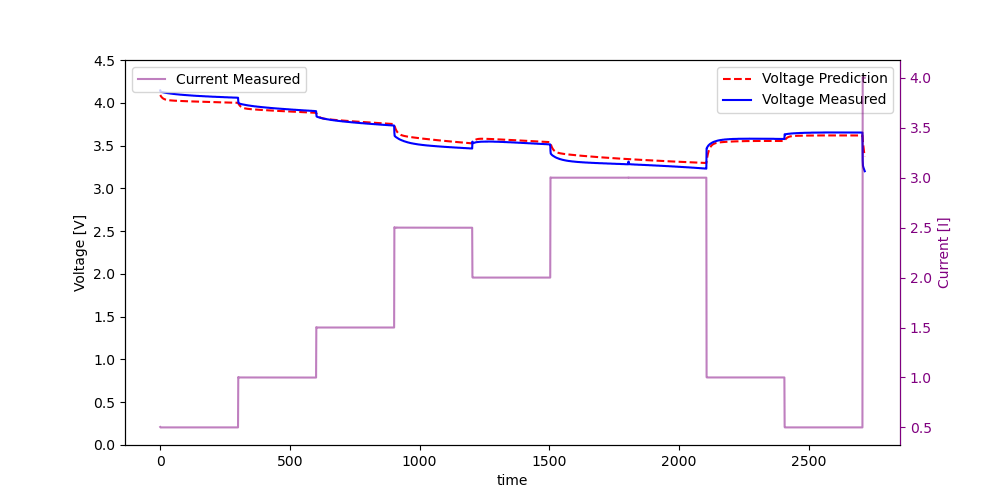 Current Measured
Voltage Prediction
Voltage Measured
4.5
4.0
3.5
3.0
2.5
2.0
1.5
1.0
0.5
0.0
Voltage [V]
4.0
3.5
3.0
2.5
2.0
1.5
1.0
0.5
Current [I]
0 500 1000 1500 2000 2500
time